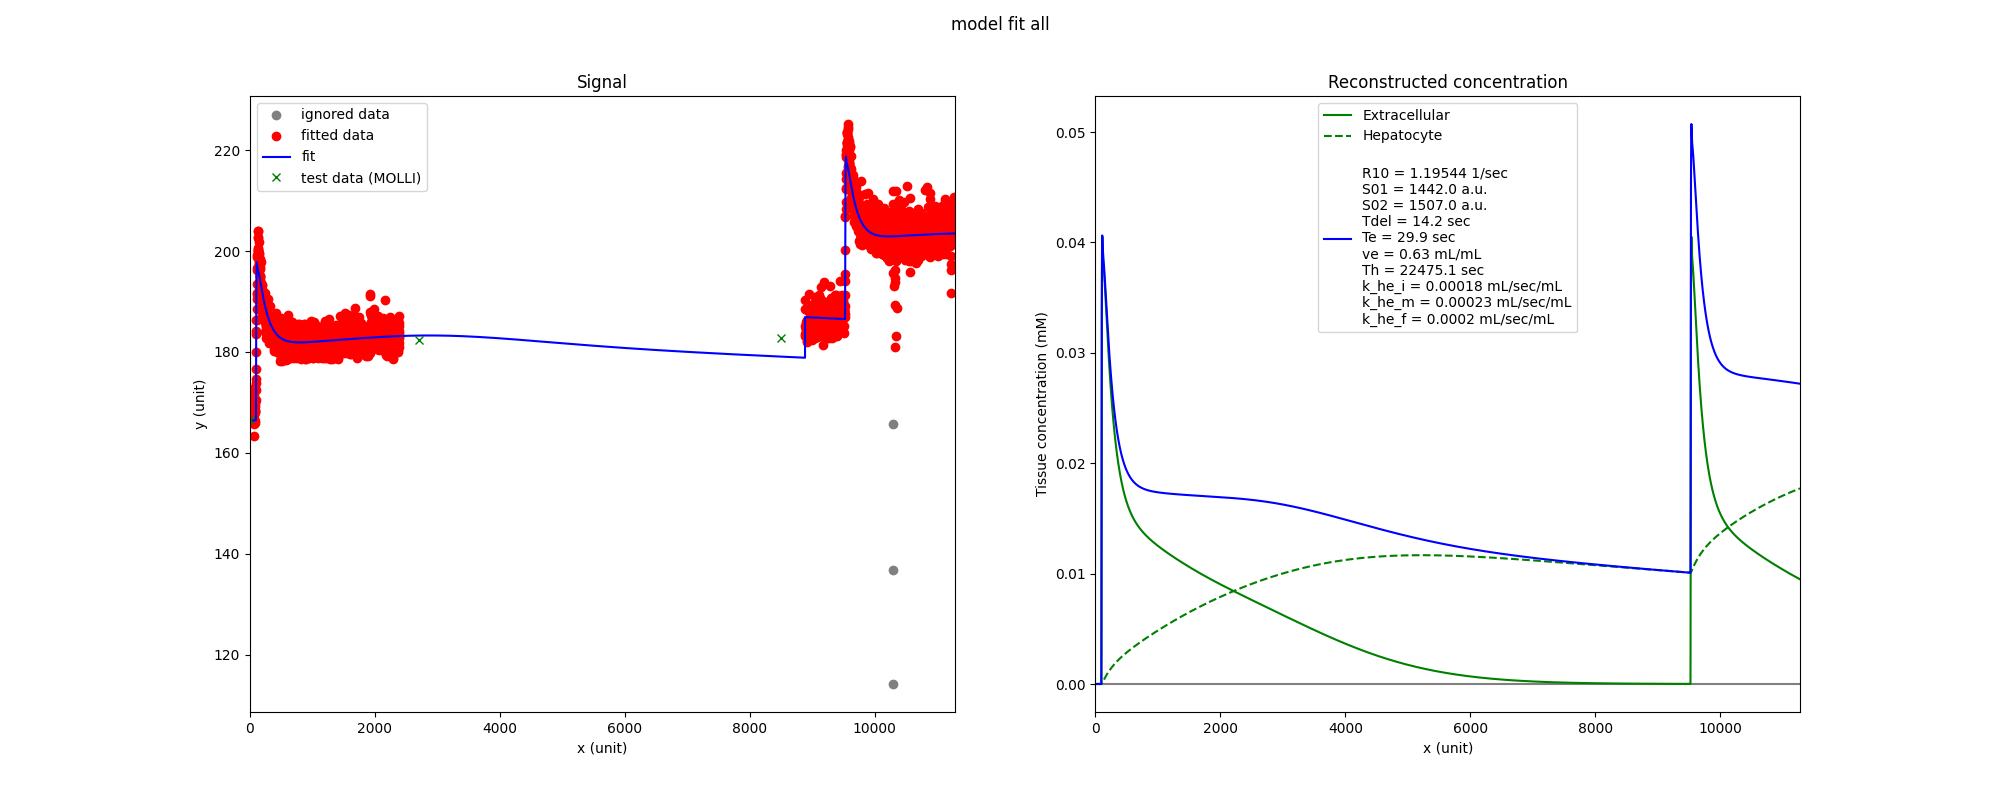 model fit all
Signal
y (unit)
220
200
180
160
140
120
ignored data
fitted data
fit
test data (MOLLI)
0 2000 4000 6000 8000 10000
x (unit)
Reconstructed concentration
Tissue concentration (mM)
0.05
0.04
0.03
0.02
0.01
0.00
Extracellular
Hepatocyte
R10 = 1.19544 1/sec
S01 = 1442.0 a.u.
S02 = 1507.0 a.u.
Tdel = 14.2 sec
Te = 29.9 sec
ve = 0.63 mL/mL
Th = 22475.1 sec
k_he_i = 0.00018 mL/sec/mL
k_he_m = 0.00023 mL/sec/mL
k_he_f = 0.0002 mL/sec/mL
0 2000 4000 6000 8000 10000
x (unit)